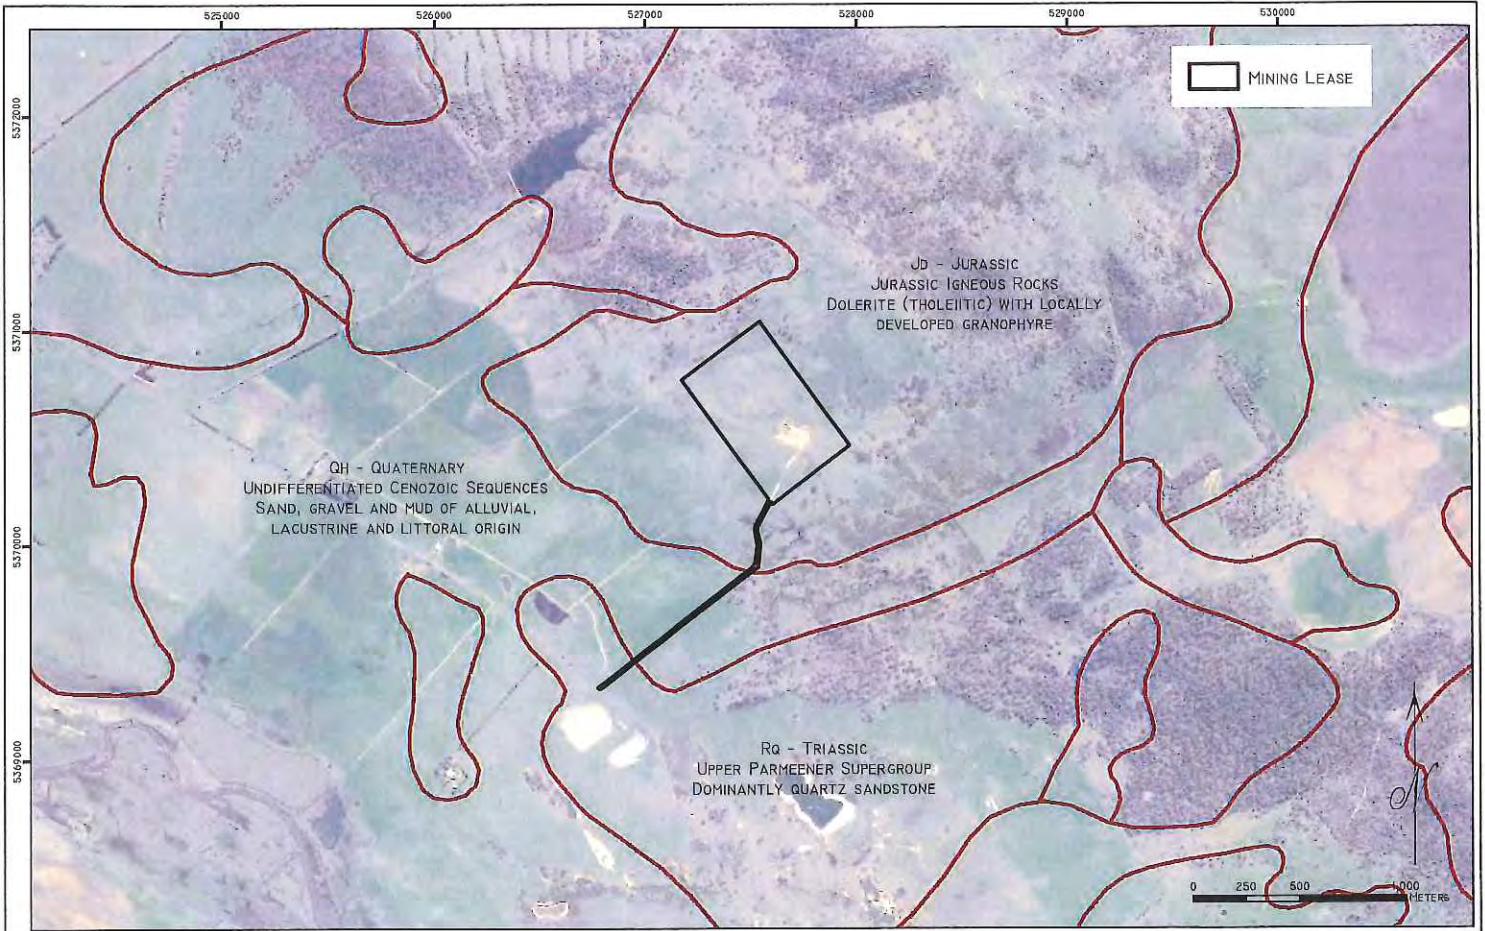 525000
526000
527000
528000
529000
530000
5372000
5371000
5370000
5369000
MINING LEASE
JD - JURASSIC
JURASSIC IGNEOUS ROCKS
DOLERITE (THOLEIITIC) WITH LOCALLY
DEVELOPED GRANOPHYRE
QH - QUATERNARY
UNDIFFERENTIATED CENOZOIC SEQUENCES
SAND, GRAVEL AND MUD OF ALLUVIAL,
LACUSTRINE AND LITTORAL ORIGIN
RQ - TRIASSIC
UPPER PARMEENER SUPERGROUP
DOMINANTLY QUARTZ SANDSTONE
N
0 250 500 1,000
METERS